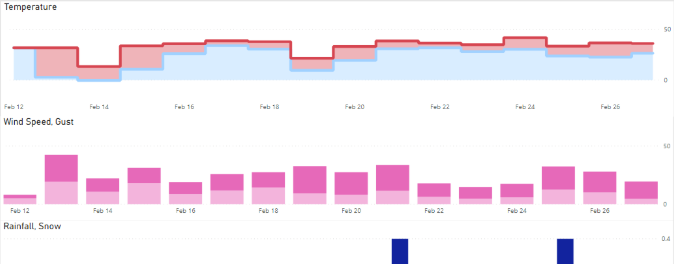 Temperature
50
0
Feb 12 Feb 14 Feb 16 Feb 18 Feb 20 Feb 22 Feb 24 Feb 26
Wind Speed, Gust
50
0
Feb 12 Feb 14 Feb 16 Feb 18 Feb 20 Feb 22 Feb 24 Feb 26
Rainfall, Snow
0.4